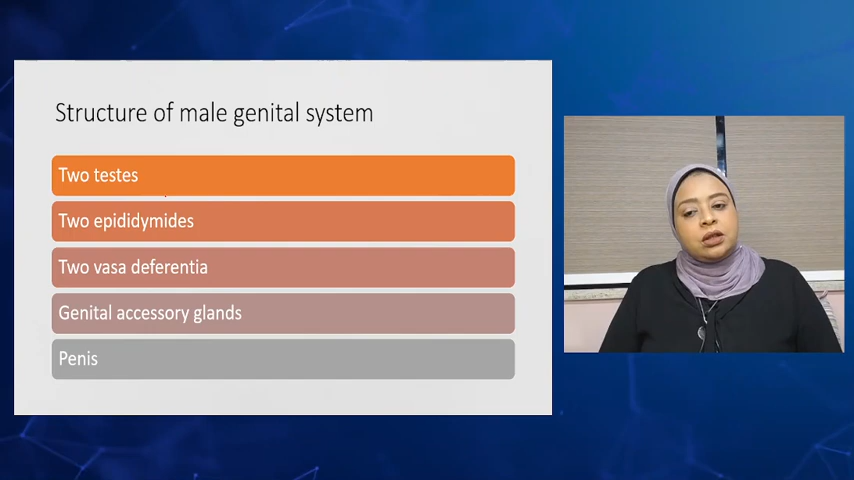 Structure of male genital system
Two testes
Two epididymides
Two vasa deferentia
Genital accessory glands
Penis